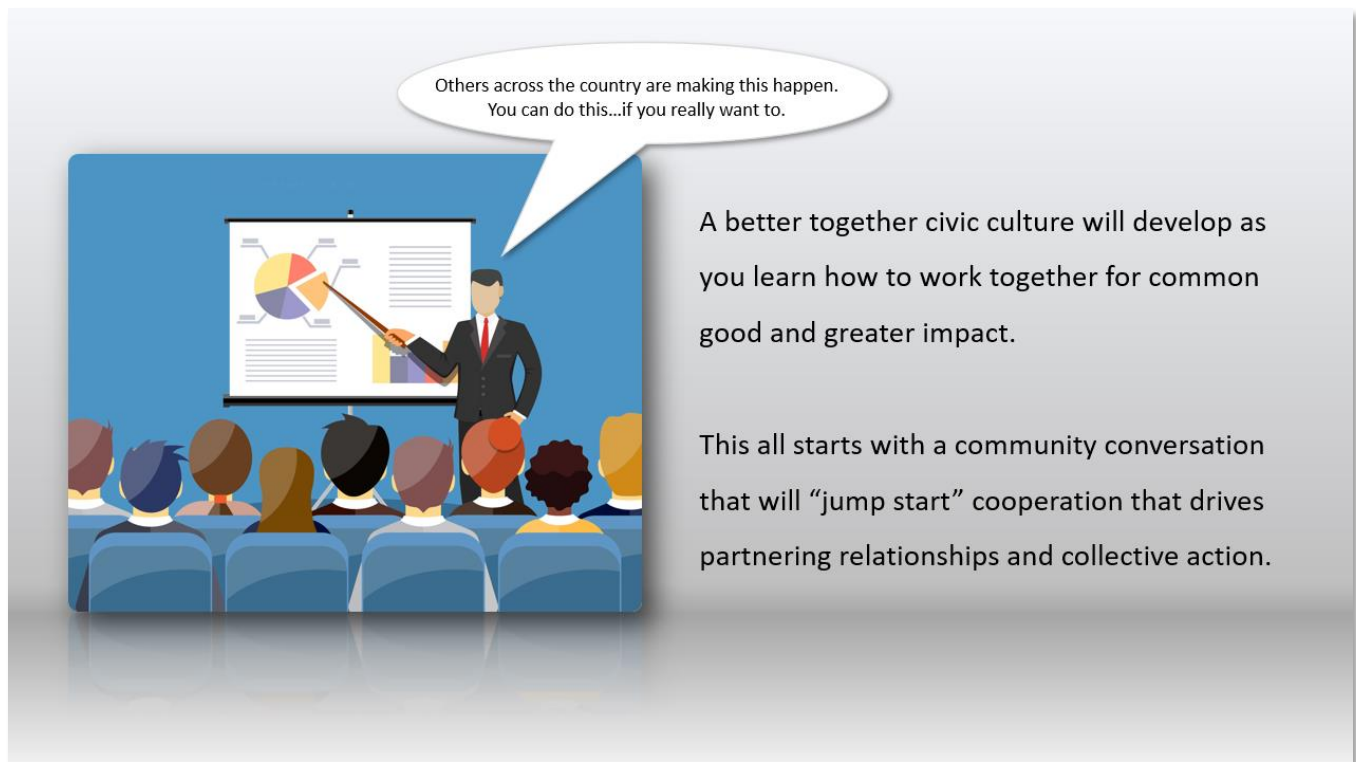 Others across the country are making this happen.
You can do this...if you really want to.
A better together civic culture will develop as
you learn how to work together for common
good and greater impact.
This all starts with a community conversation
that will “jump start” cooperation that drives
partnering relationships and collective action.